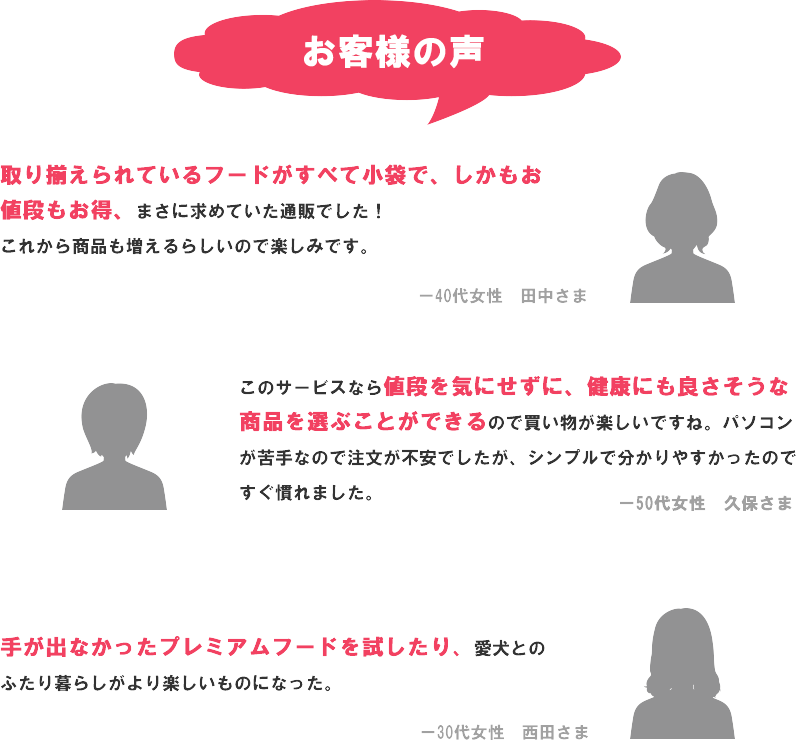 お客様の声
取り揃えられているフードがすべて小袋で、しかもお
値段もお得、まさに求めていた通販でした！
これから商品も増えるらしいので楽しみです。
ー40代女性　田中さま
このサービスなら値段を気にせずに、健康にも良さそうな
商品を選ぶことができるので買い物が楽しいですね。パソコン
が苦手なので注文が不安でしたが、シンプルで分かりやすかったので
すぐ慣れました。
ー50代女性　久保さま
手が出なかったプレミアムフードを試したり、愛犬との
ふたり暮らしがより楽しいものになった。
ー30代女性　西田さま